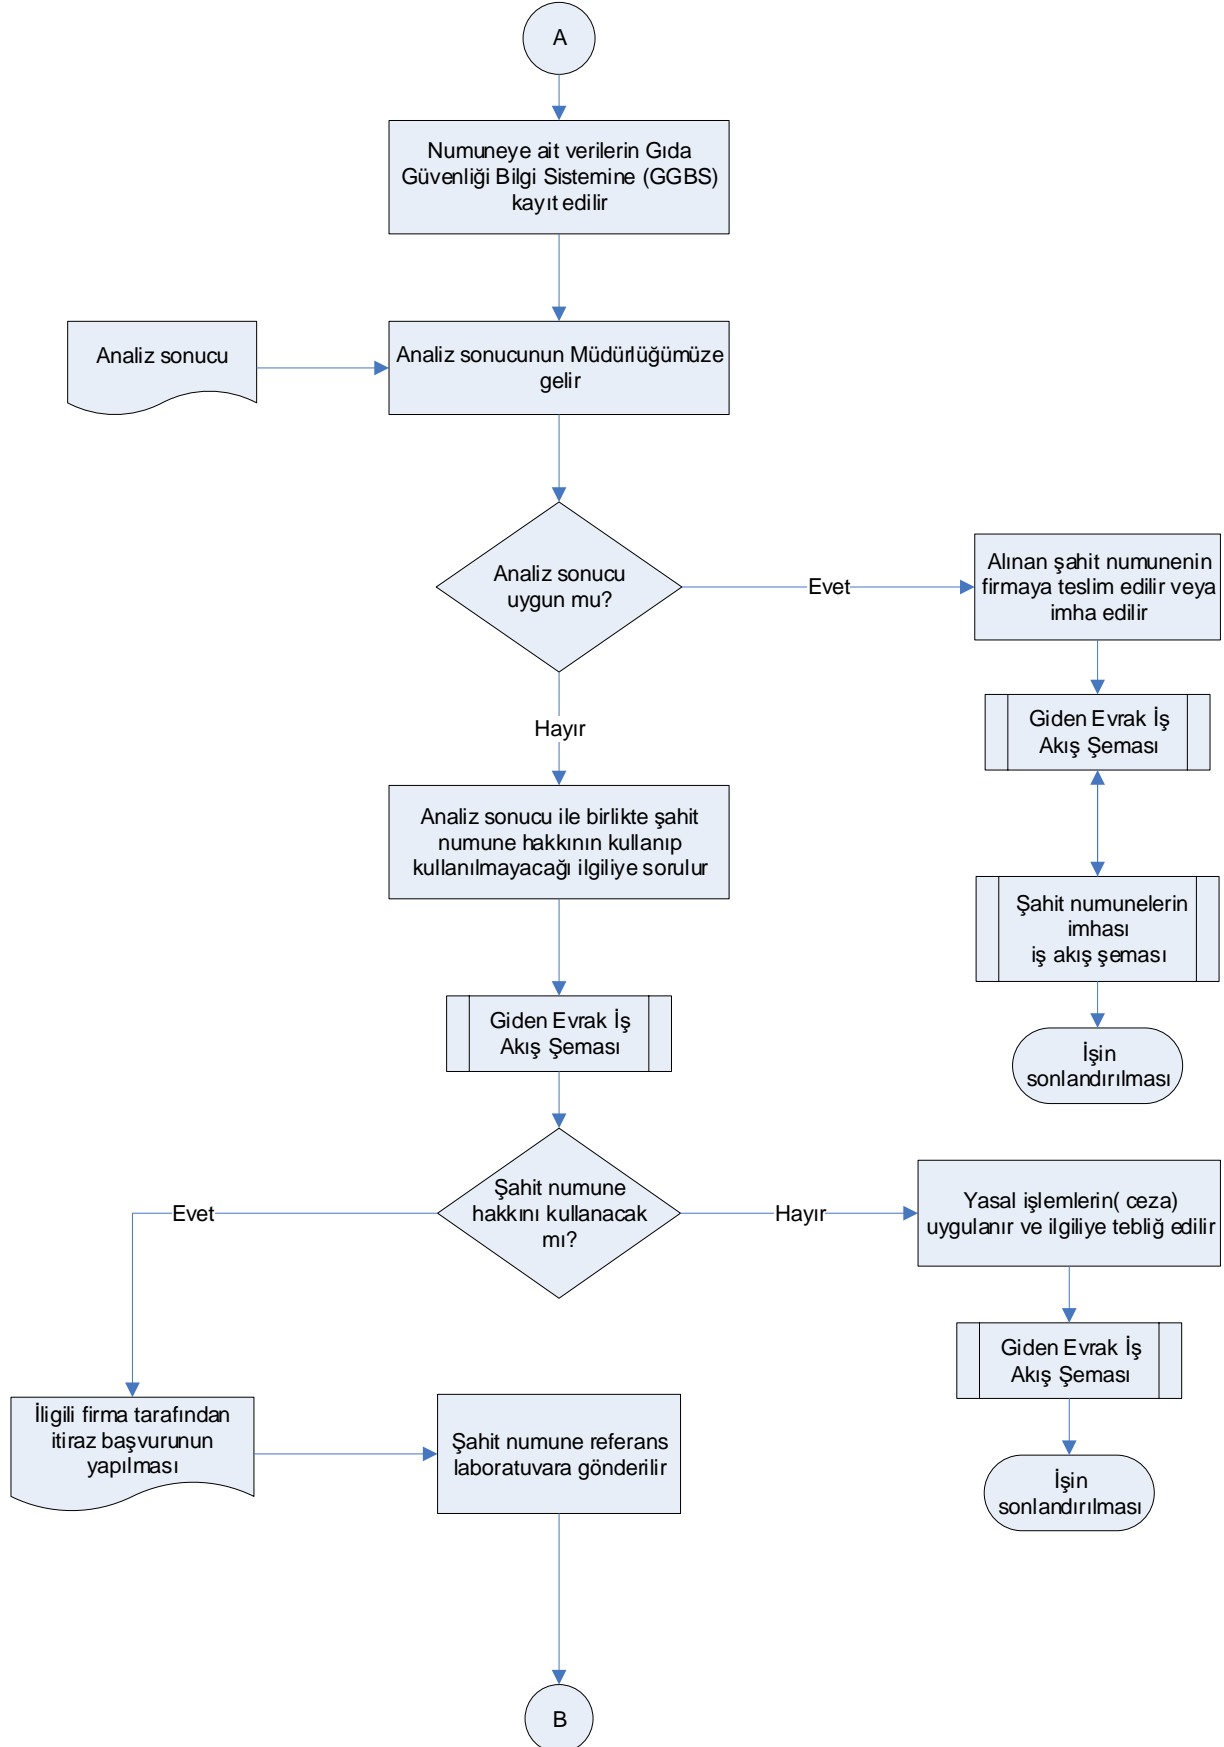 A
Numuneye ait verilerin Gıda
Güvenliği Bilgi Sistemine (GGBS)
kayıt edilir
Analiz sonucu
Analiz sonucunun Müdürlüğümüze
gelir
Analiz sonucu
uygun mu?
Evet
Alınan şahit numunenin
firmaya teslim edilir veya
imha edilir
Giden Evrak İş
Akış Şeması
Hayır
Analiz sonucu ile birlikte şahit
numune hakkının kullanıp
kullanılmayacağı ilgiliye sorulur
Şahit numunelerin
imhası
iş akış şeması
Giden Evrak İş
Akış Şeması
İşin
sonlandırılması
Şahit numune
hakkını kullanacak
mı?
Evet
Hayır
Yasal işlemlerin( ceza)
uygulanır ve ilgiliye tebliğ edilir
Giden Evrak İş
Akış Şeması
İligili firma tarafından
itiraz başvurunun
yapılması
Şahit numune referans
laboratuvara gönderilir
İşin
sonlandırılması
B